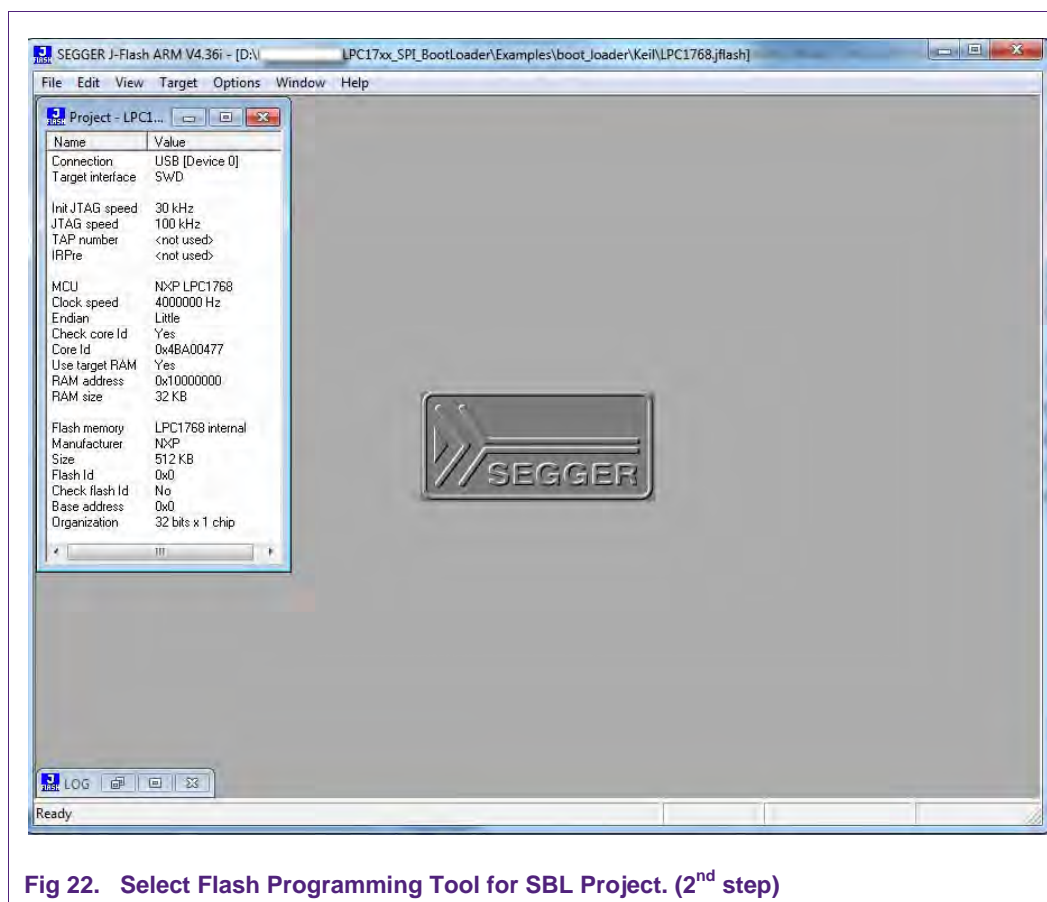 SEGGER J-Flash ARM V4.36i - [D:\ LPC17xx_SPI_BootLoader\Examples\boot_loader\Keil\LPC1768.jflash]
File Edit View Target Options Window Help
Project - LPC1...
Name Value
Connection USB [Device 0]
Target interface SWD
Init JTAG speed 30 kHz
JTAG speed 100 kHz
TAP number <not used>
IRPre <not used>
MCU NXP LPC1768
Clock speed 4000000 Hz
Endian Little
Check core Id Yes
Core Id 0x4BA00477
Use target RAM Yes
RAM address 0x10000000
RAM size 32 KB
Flash memory LPC1768 internal
Manufacturer NXP
Size 512 KB
Flash Id 0x0
Check flash Id No
Base address 0x0
Organization 32 bits x 1 chip
SEGGER
LOG
Ready
Fig 22. Select Flash Programming Tool for SBL Project. (2nd step)